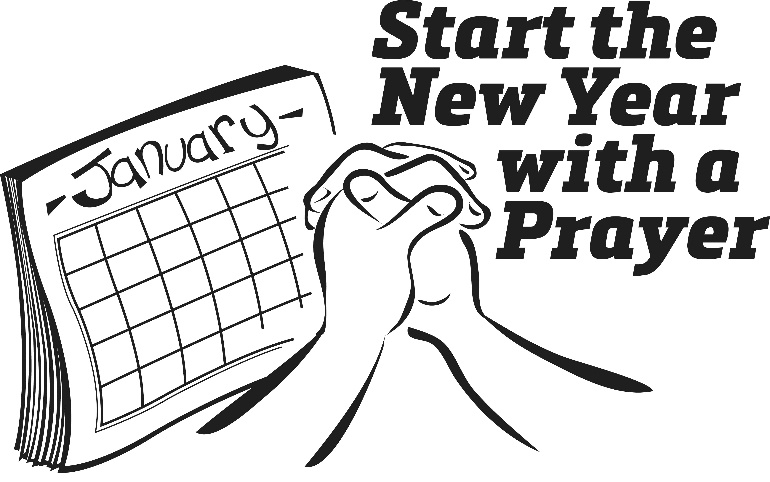 Start the
New Year
with a
Prayer
-January-